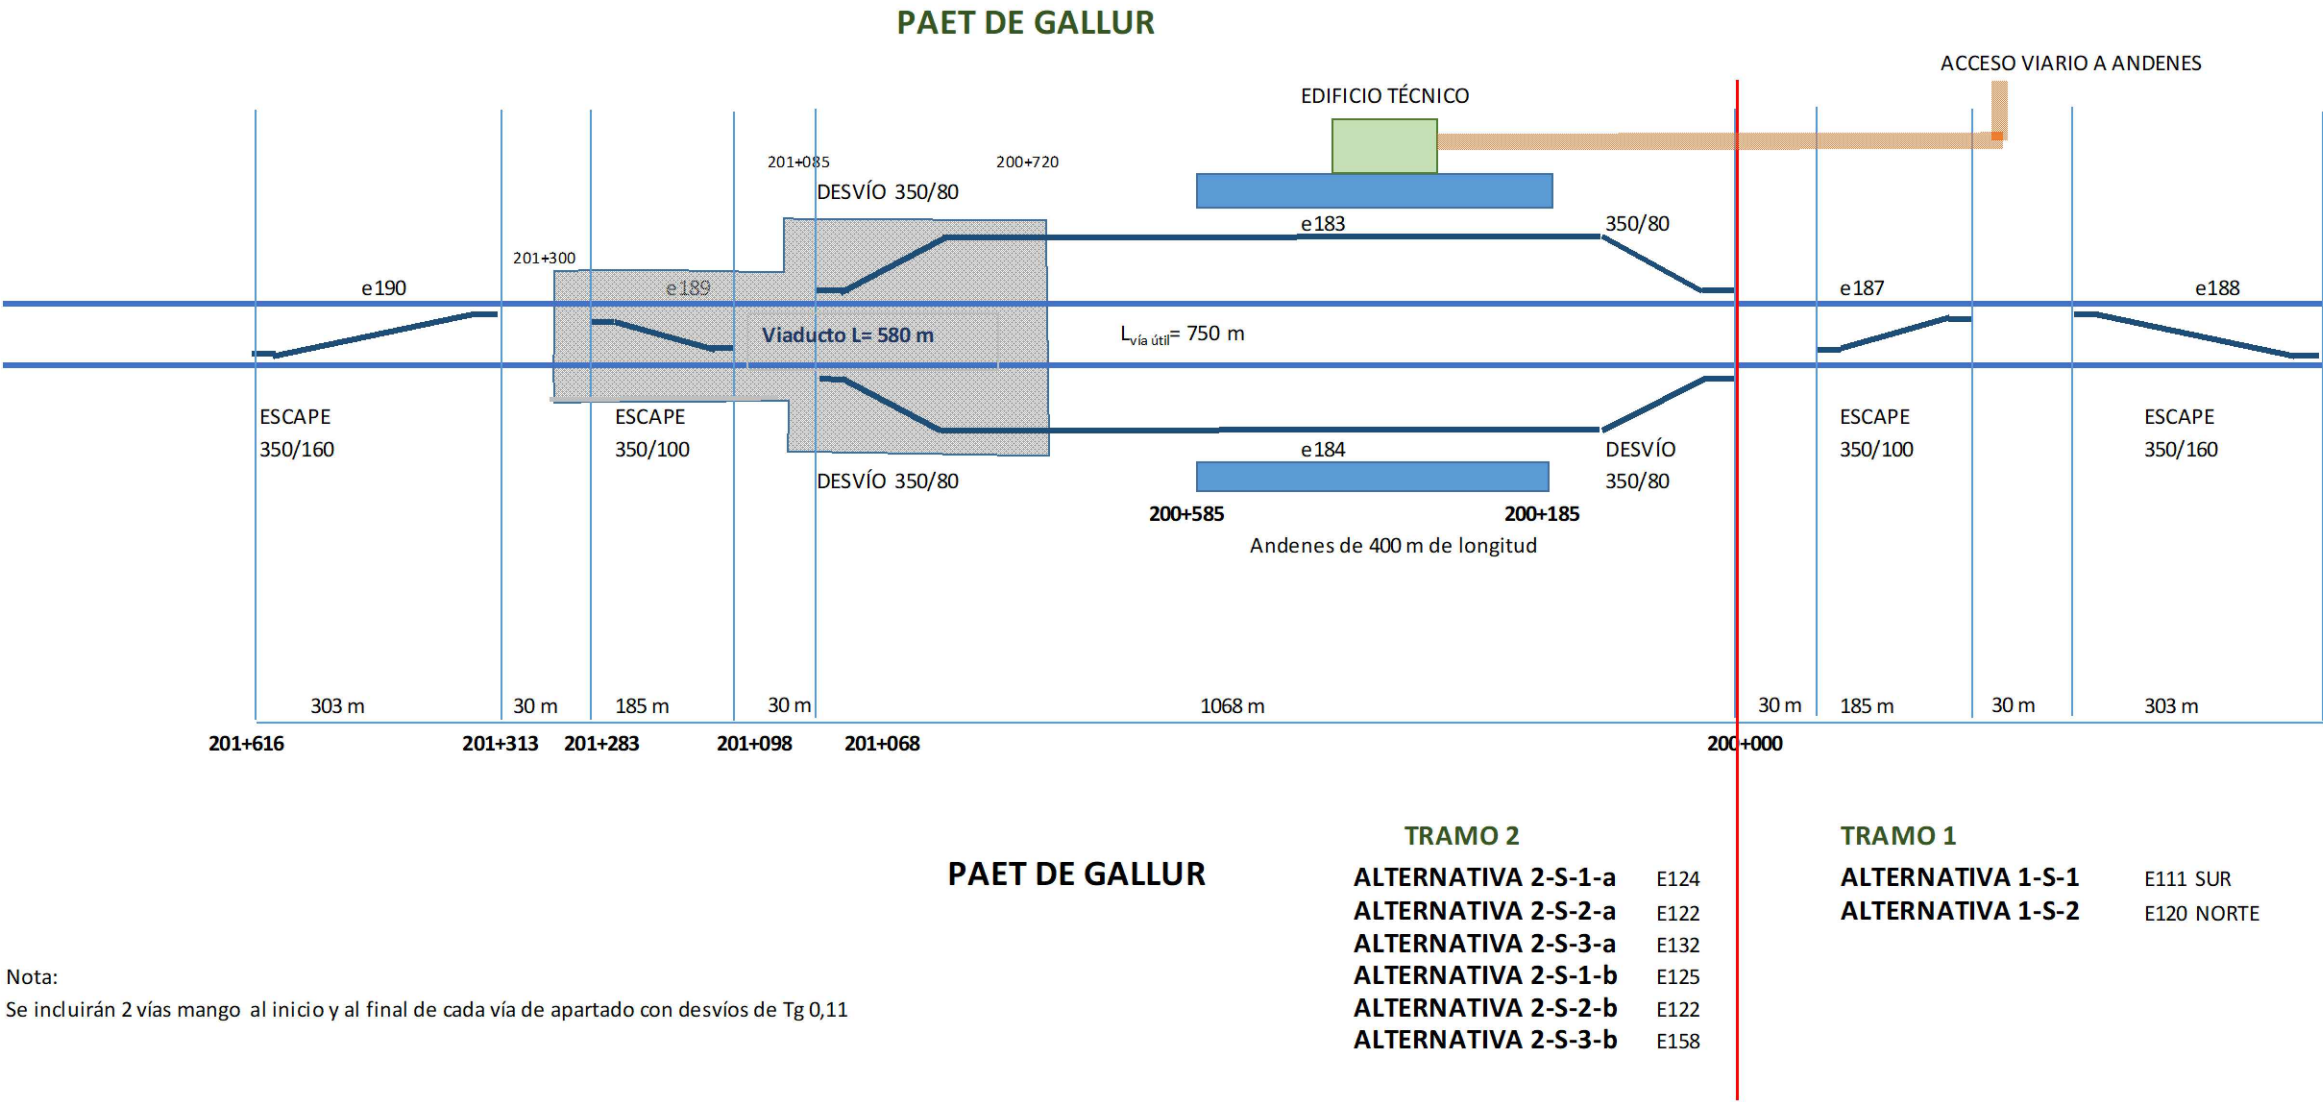 PAET DE GALLUR
ACCESO VIARIO A ANDENES
EDIFICIO TÉCNICO
201+085
200+720
DESVÍO 350/80
e183
350/80
201+300
e190
e189
e187
e188
Viaducto L= 580 m
Lvía útil= 750 m
ESCAPE
350/160
ESCAPE
350/100
DESVÍO 350/80
e184
DESVÍO
350/80
ESCAPE
350/100
ESCAPE
350/160
200+585
200+185
Andenes de 400 m de longitud
303 m
30 m
185 m
30 m
1068 m
30 m
185 m
30 m
303 m
201+616
201+313
201+283
201+098
201+068
200+000
TRAMO 2
TRAMO 1
PAET DE GALLUR
ALTERNATIVA 2-S-1-a E124
ALTERNATIVA 2-S-2-a E122
ALTERNATIVA 2-S-3-a E132
ALTERNATIVA 2-S-1-b E125
ALTERNATIVA 2-S-2-b E122
ALTERNATIVA 2-S-3-b E158
ALTERNATIVA 1-S-1 E111 SUR
ALTERNATIVA 1-S-2 E120 NORTE
Nota:
Se incluirán 2 vías mango al inicio y al final de cada vía de apartado con desvíos de Tg 0,11